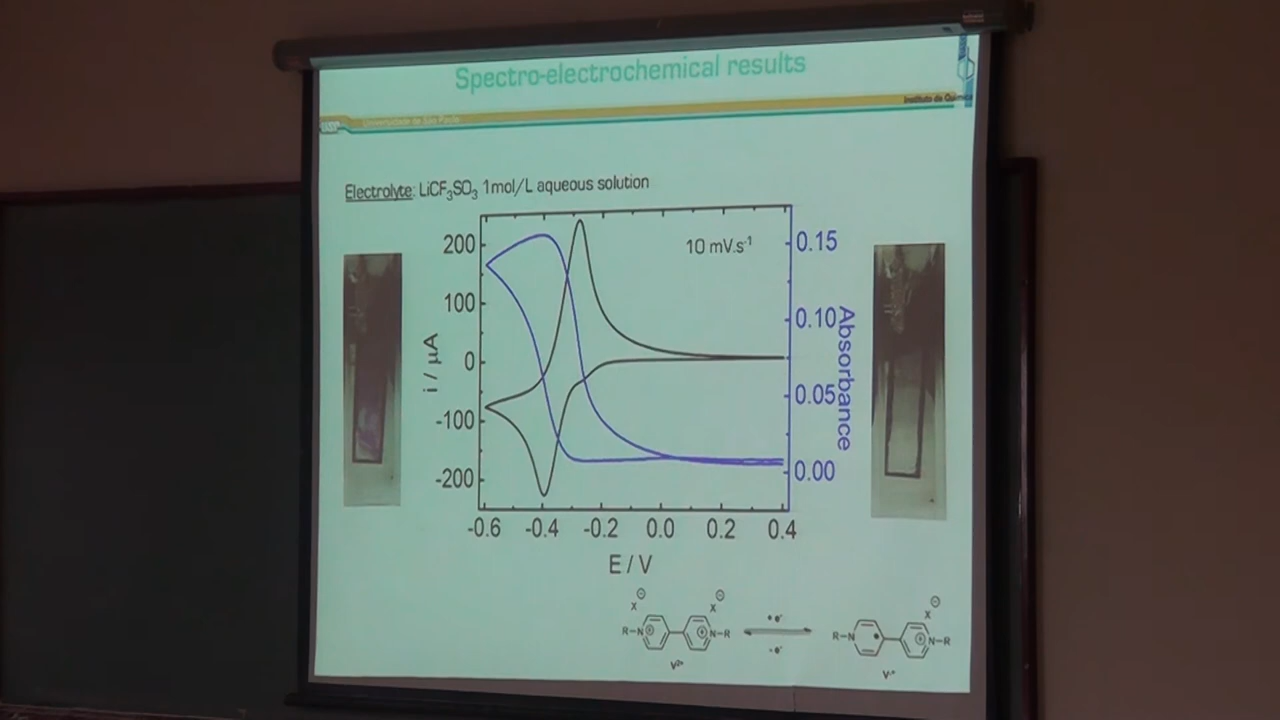 Spectro-electrochemical results
Universidade de São Paulo
Instituto de Química
Electrolyte: LiCF₃SO₃ 1mol/L aqueous solution
10 mV.s⁻¹
200
100
0
-100
-200
i / µA
0.15
0.10
0.05
0.00
Absorbance
-0.6 -0.4 -0.2 0.0 0.2 0.4
E / V
X⊖ X⊖ X⊖
R–N⊕ ⊕N–R + e⁻ R–N ⊕N–R
- e⁻
V²⁺ V·⁺